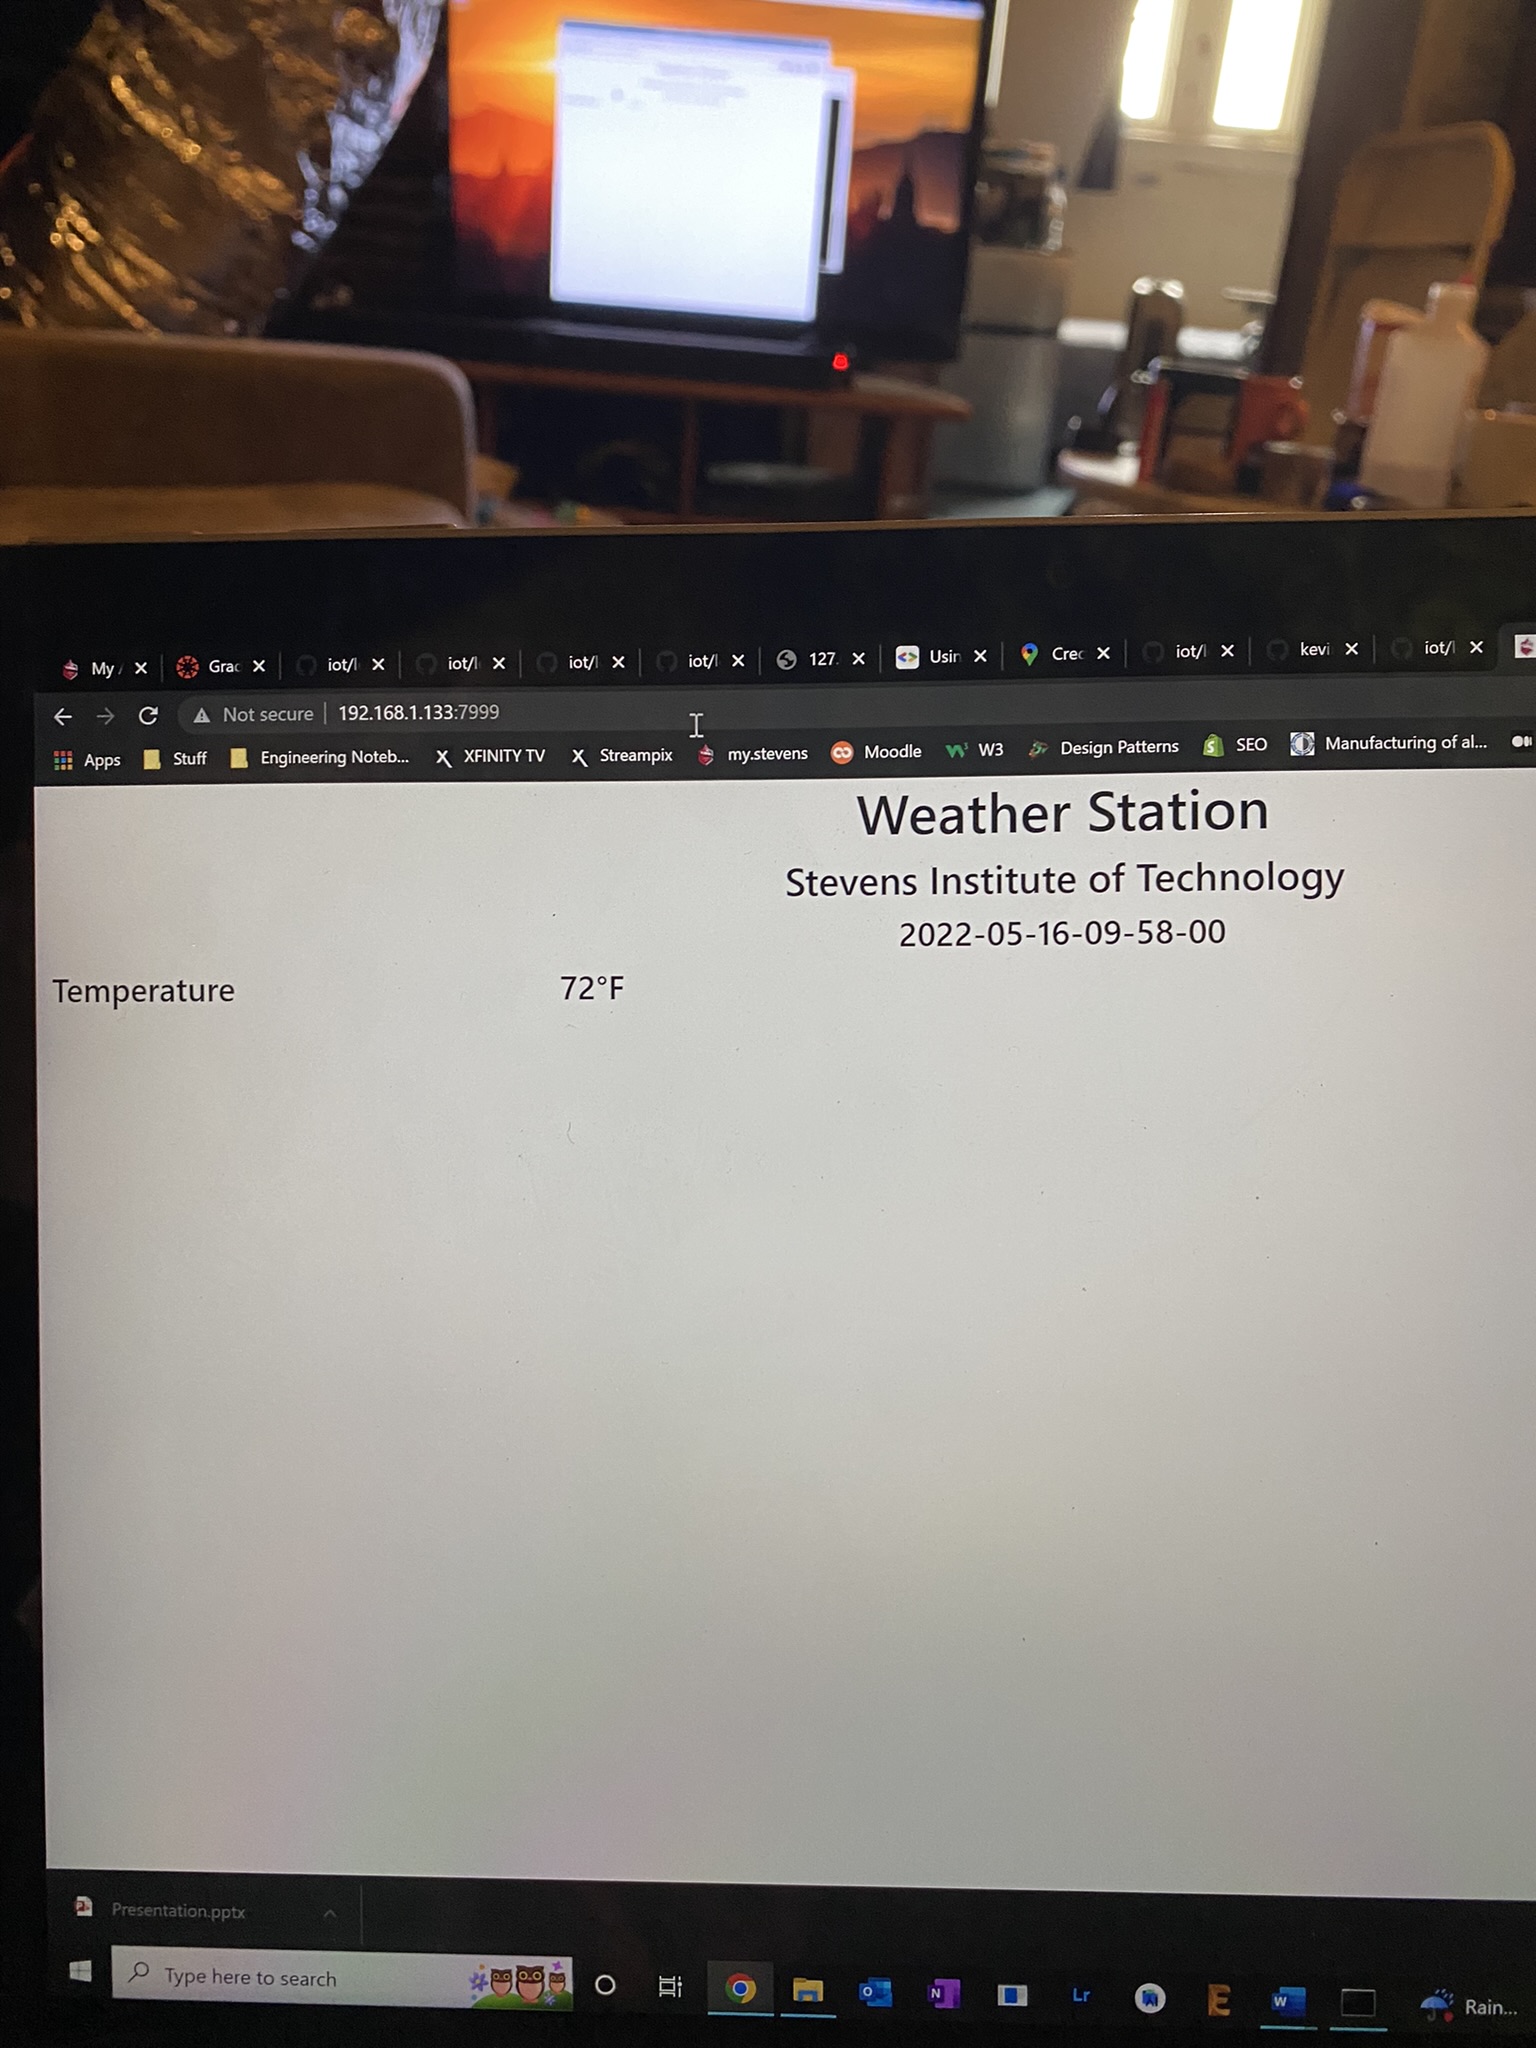 My
Grac
iot/l
iot/l
iot/l
iot/l
127.
Usin
Crec
iot/l
kevi
iot/l
Not secure
192.168.1.133:7999
Apps
Stuff
Engineering Noteb...
XFINITY TV
Streampix
my.stevens
Moodle
W3
Design Patterns
SEO
Manufacturing of al...
Weather Station
Stevens Institute of Technology
2022-05-16-09-58-00
Temperature 72°F
Presentation.pptx
Type here to search
Lr
Rain...